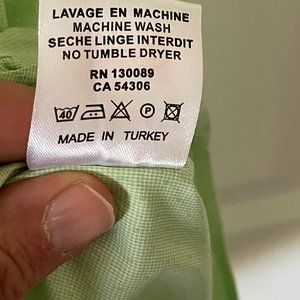 LAVAGE EN MACHINE
MACHINE WASH
SECHE LINGE INTERDIT
NO TUMBLE DRYER
RN 130089
CA 54306
40 P
MADE IN TURKEY